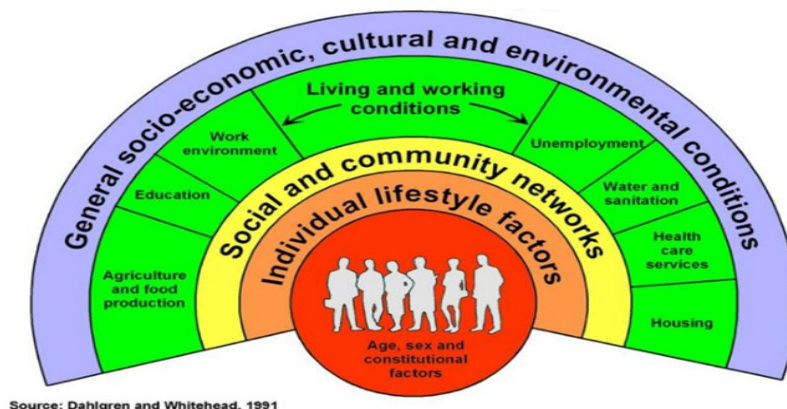 General socio-economic, cultural and environmental conditions
Living and working
conditions
Work
environment
Unemployment
Education
Water and
sanitation
Social and community networks
Individual lifestyle factors
Agriculture
and food
production
Health
care
services
Housing
Age, sex and
constitutional
factors
Source: Dahlgren and Whitehead, 1991